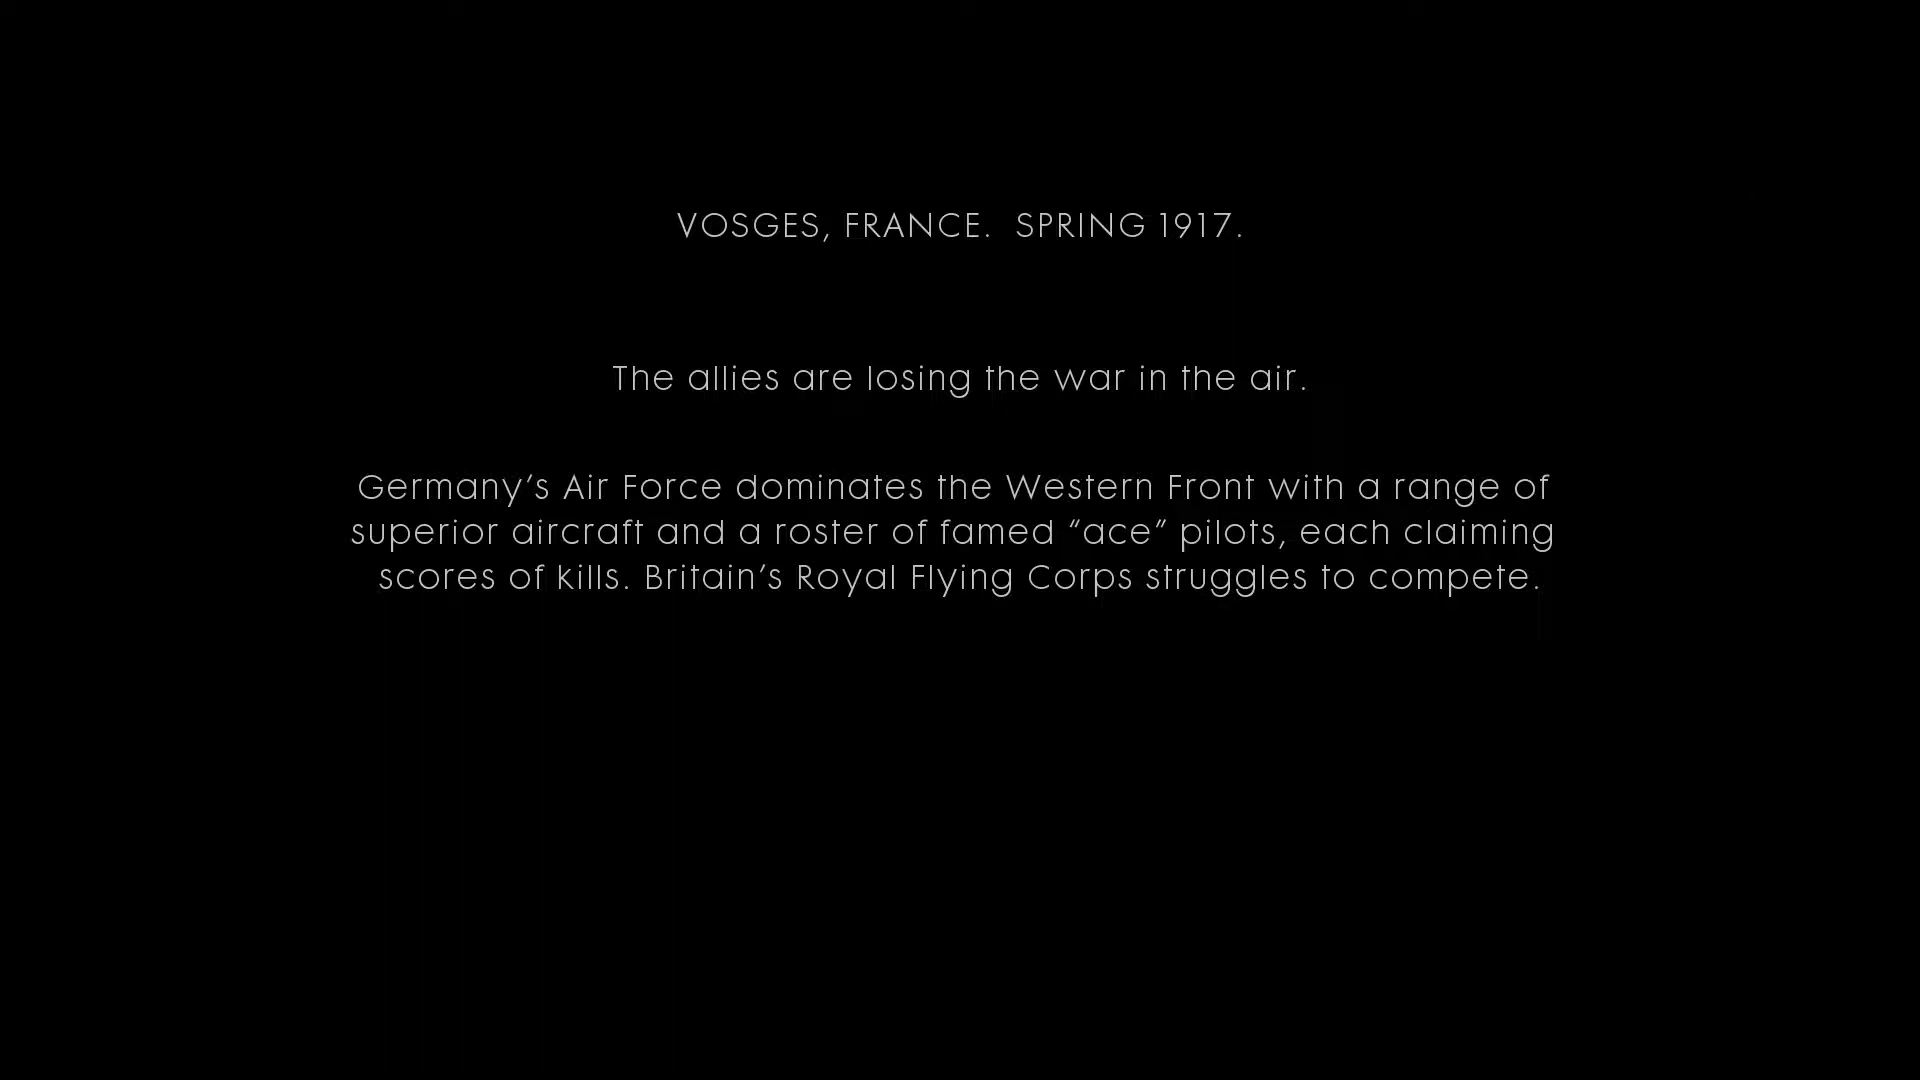 VOSGES, FRANCE.  SPRING 1917.
The allies are losing the war in the air.
Germany’s Air Force dominates the Western Front with a range of
superior aircraft and a roster of famed “ace” pilots, each claiming
scores of kills. Britain’s Royal Flying Corps struggles to compete.